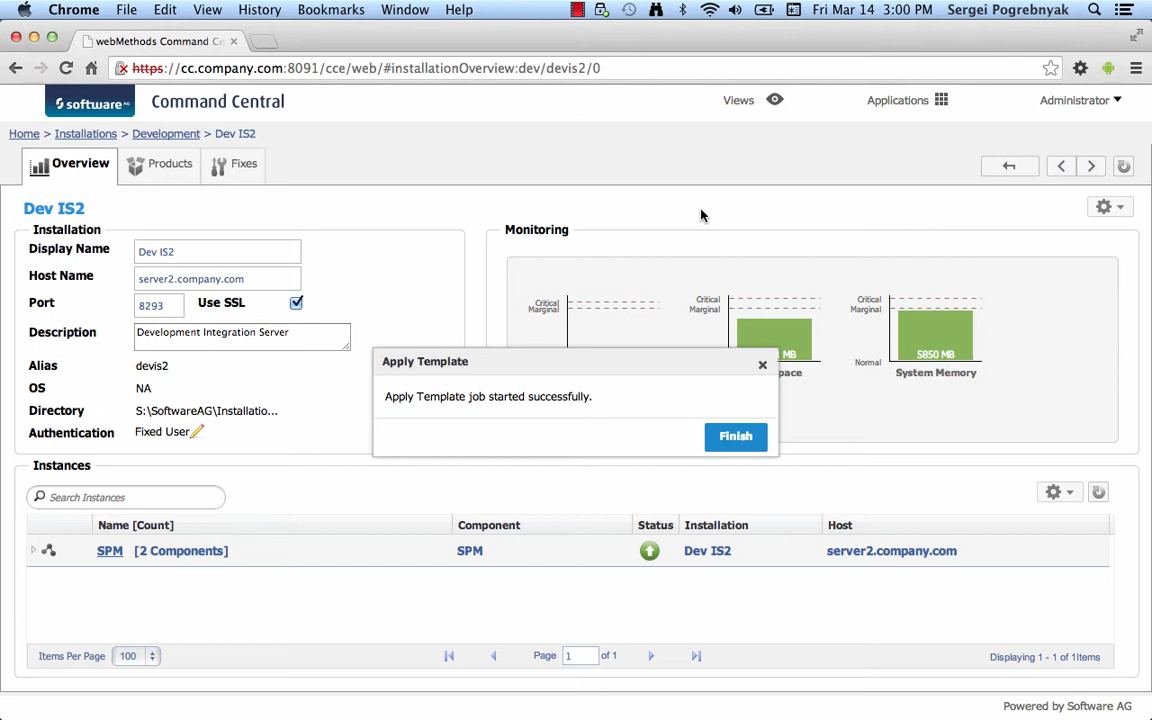 Chrome File Edit View History Bookmarks Window Help Fri Mar 14 3:00 PM Sergei Pogrebnyak
webMethods Command Ce
https://cc.company.com:8091/cce/web/#installationOverview:dev/devis2/0
software AG Command Central Views Applications Administrator
Home > Installations > Development > Dev IS2
Overview Products Fixes
Dev IS2
Installation
Display Name Dev IS2
Host Name server2.company.com
Port 8293 Use SSL
Description Development Integration Server
Alias devis2
OS NA
Directory S:\SoftwareAG\Installatio...
Authentication Fixed User
Monitoring
Critical Critical Critical
Marginal Marginal Marginal
MB 5850 MB
Normal
pace System Memory
Apply Template
Apply Template job started successfully.
Finish
Instances
Search Instances
Name [Count] Component Status Installation Host
SPM [2 Components] SPM Dev IS2 server2.company.com
Items Per Page 100 Page 1 of 1 Displaying 1 - 1 of 1Items
Powered by Software AG